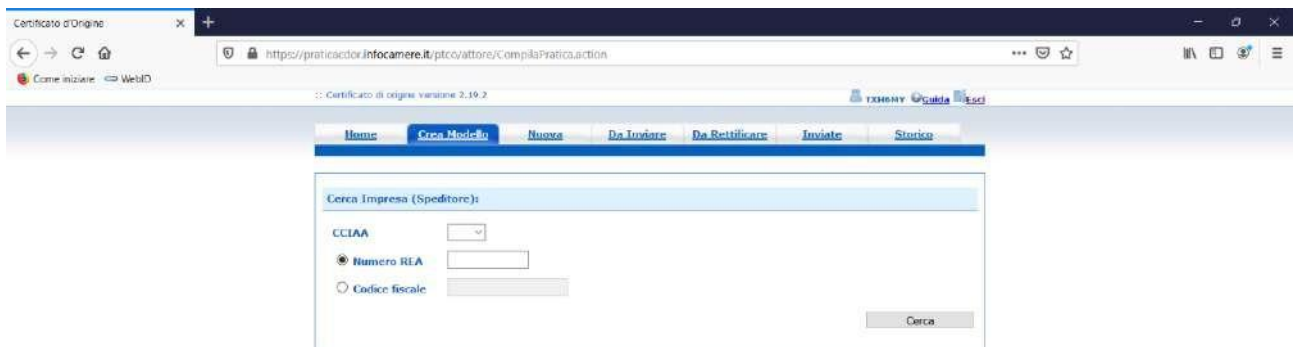 Certificato d'Origine
https://praticacdor.infocamere.it/ptco/attore/CompilaPratica.action
Come iniziare WebID
:: Certificato di origine versione 2.19.2 TXH6NY Guida Esci
Home Crea Modello Nuova Da Inviare Da Rettificare Inviate Storico
Cerca Impresa (Speditore):
CCIAA
Numero REA
Codice fiscale
Cerca